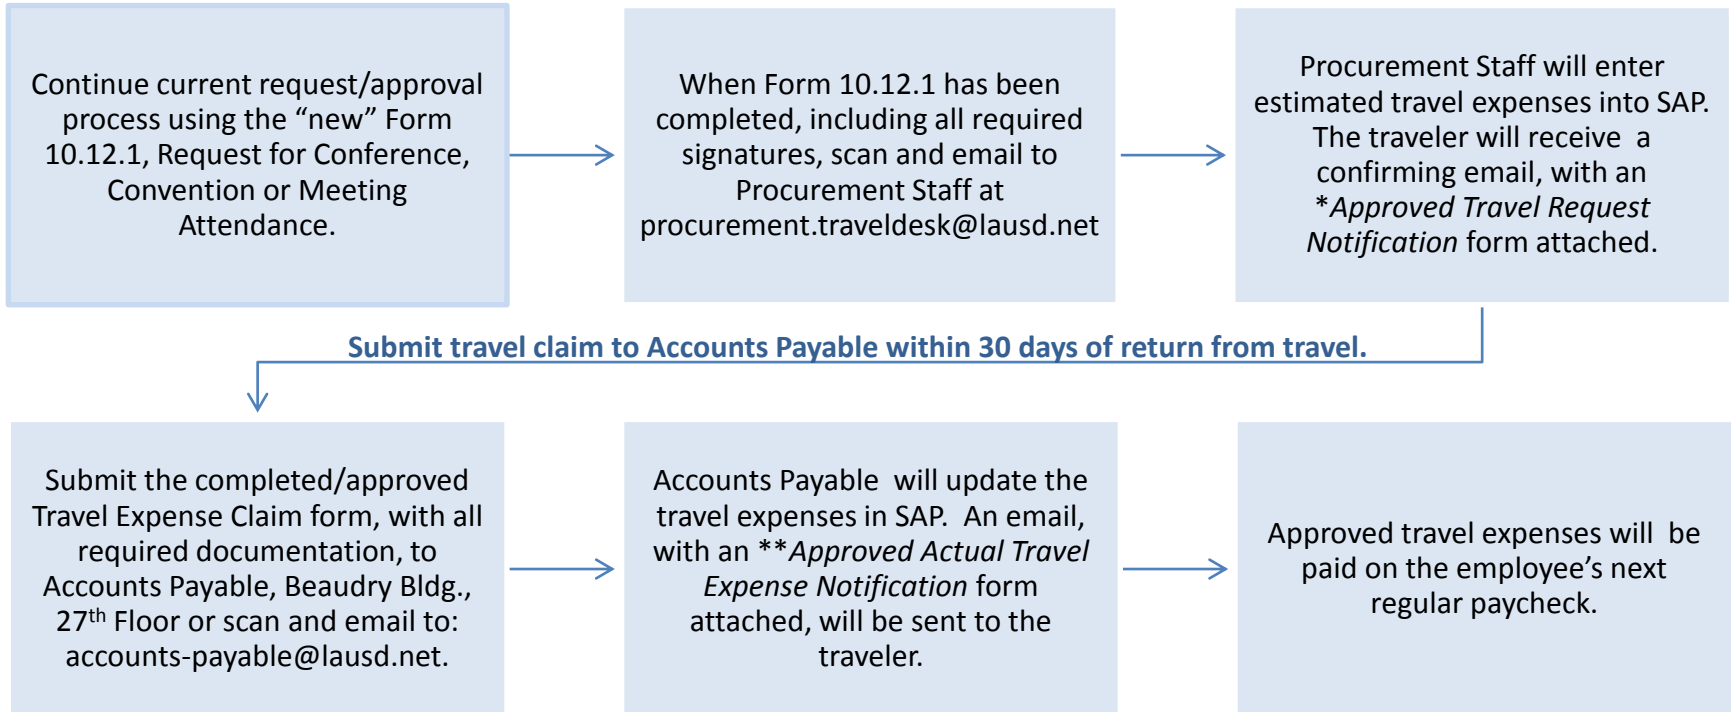 Continue current request/approval
process using the “new” Form
10.12.1, Request for Conference,
Convention or Meeting
Attendance.
When Form 10.12.1 has been
completed, including all required
signatures, scan and email to
Procurement Staff at
procurement.traveldesk@lausd.net
Procurement Staff will enter
estimated travel expenses into SAP.
The traveler will receive  a
confirming email, with an
*Approved Travel Request
Notification form attached.
Submit travel claim to Accounts Payable within 30 days of return from travel.
Submit the completed/approved
Travel Expense Claim form, with all
required documentation, to
Accounts Payable, Beaudry Bldg.,
27th Floor or scan and email to:
accounts-payable@lausd.net.
Accounts Payable  will update the
travel expenses in SAP.  An email,
with an **Approved Actual Travel
Expense Notification form
attached, will be sent to the
traveler.
Approved travel expenses will  be
paid on the employee’s next
regular paycheck.